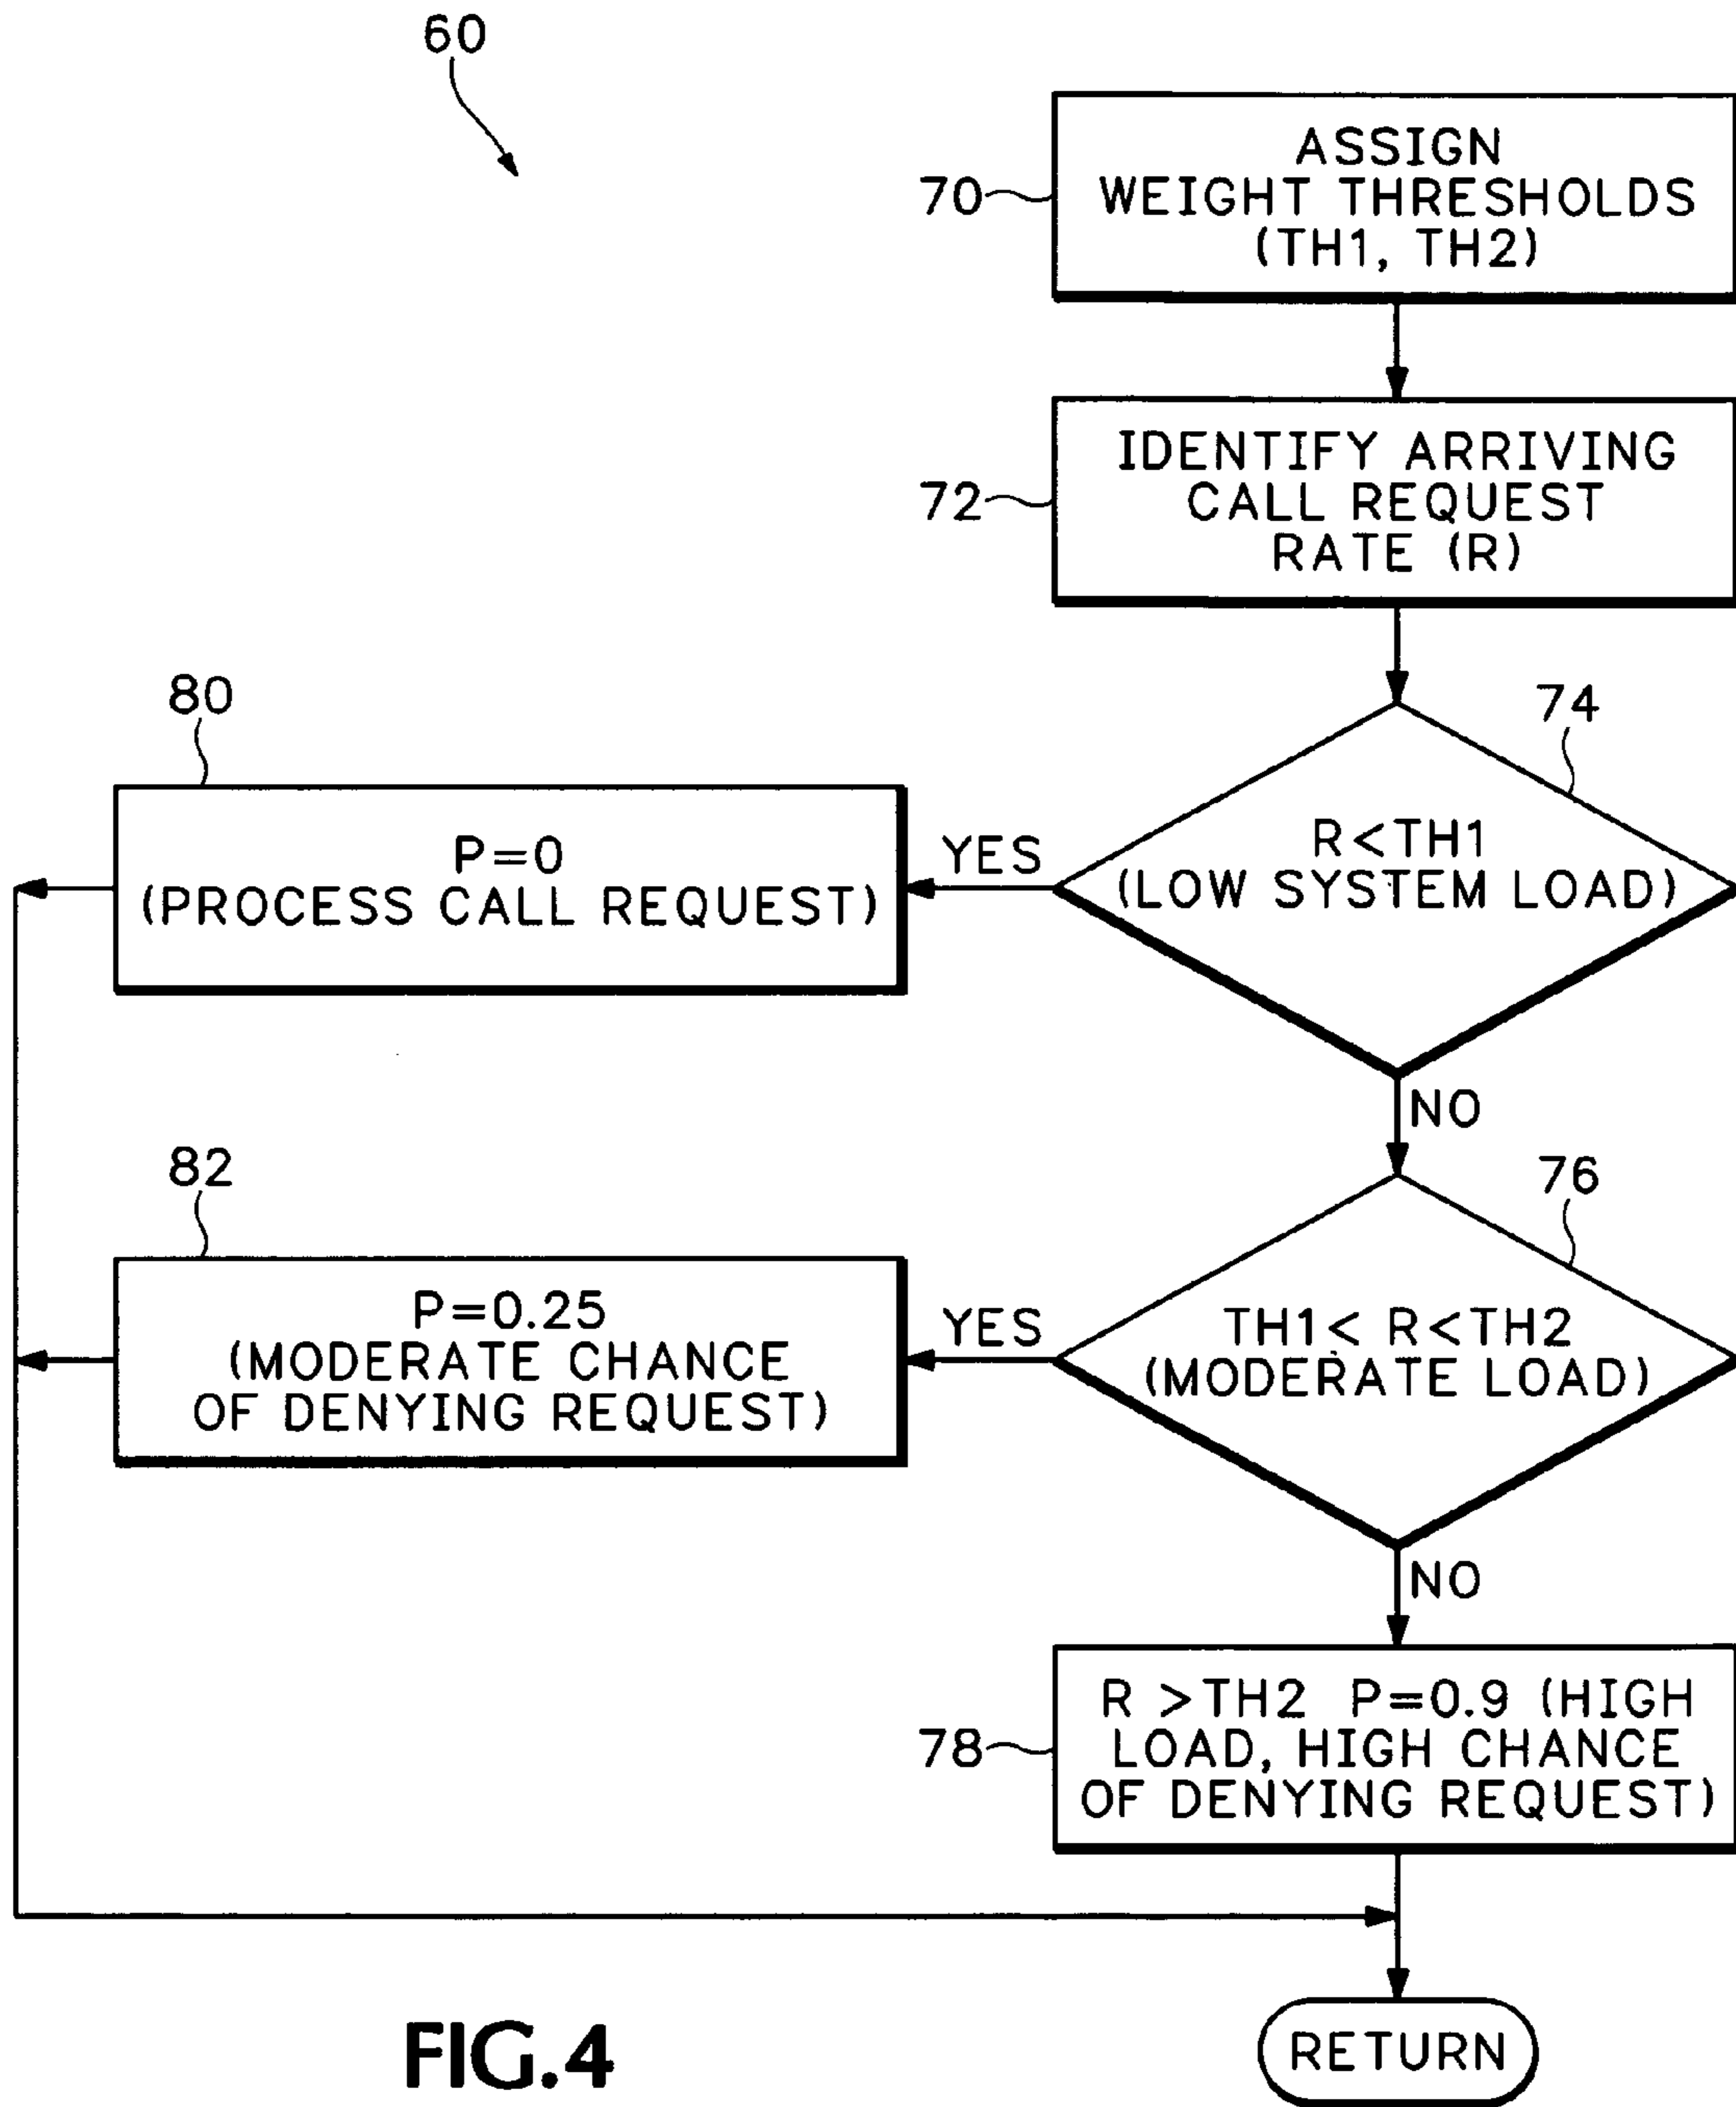 60
70
ASSIGN
WEIGHT THRESHOLDS
(TH1, TH2)
72
IDENTIFY ARRIVING
CALL REQUEST
RATE (R)
74
R<TH1
(LOW SYSTEM LOAD)
YES
80
P=0
(PROCESS CALL REQUEST)
NO
76
TH1< R<TH2
(MODERATE LOAD)
YES
82
P=0.25
(MODERATE CHANCE
OF DENYING REQUEST)
NO
78
R >TH2 P=0.9 (HIGH
LOAD, HIGH CHANCE
OF DENYING REQUEST)
RETURN
FIG.4